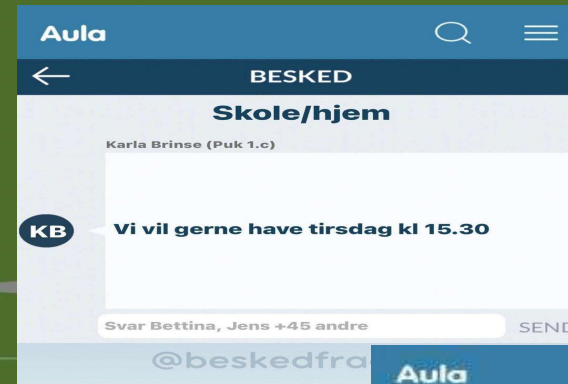 Aula
BESKED
Skole/hjem
Karla Brinse (Puk 1.c)
KB
Vi vil gerne have tirsdag kl 15.30
Svar Bettina, Jens +45 andre
SEND
@beskedfra
Aula